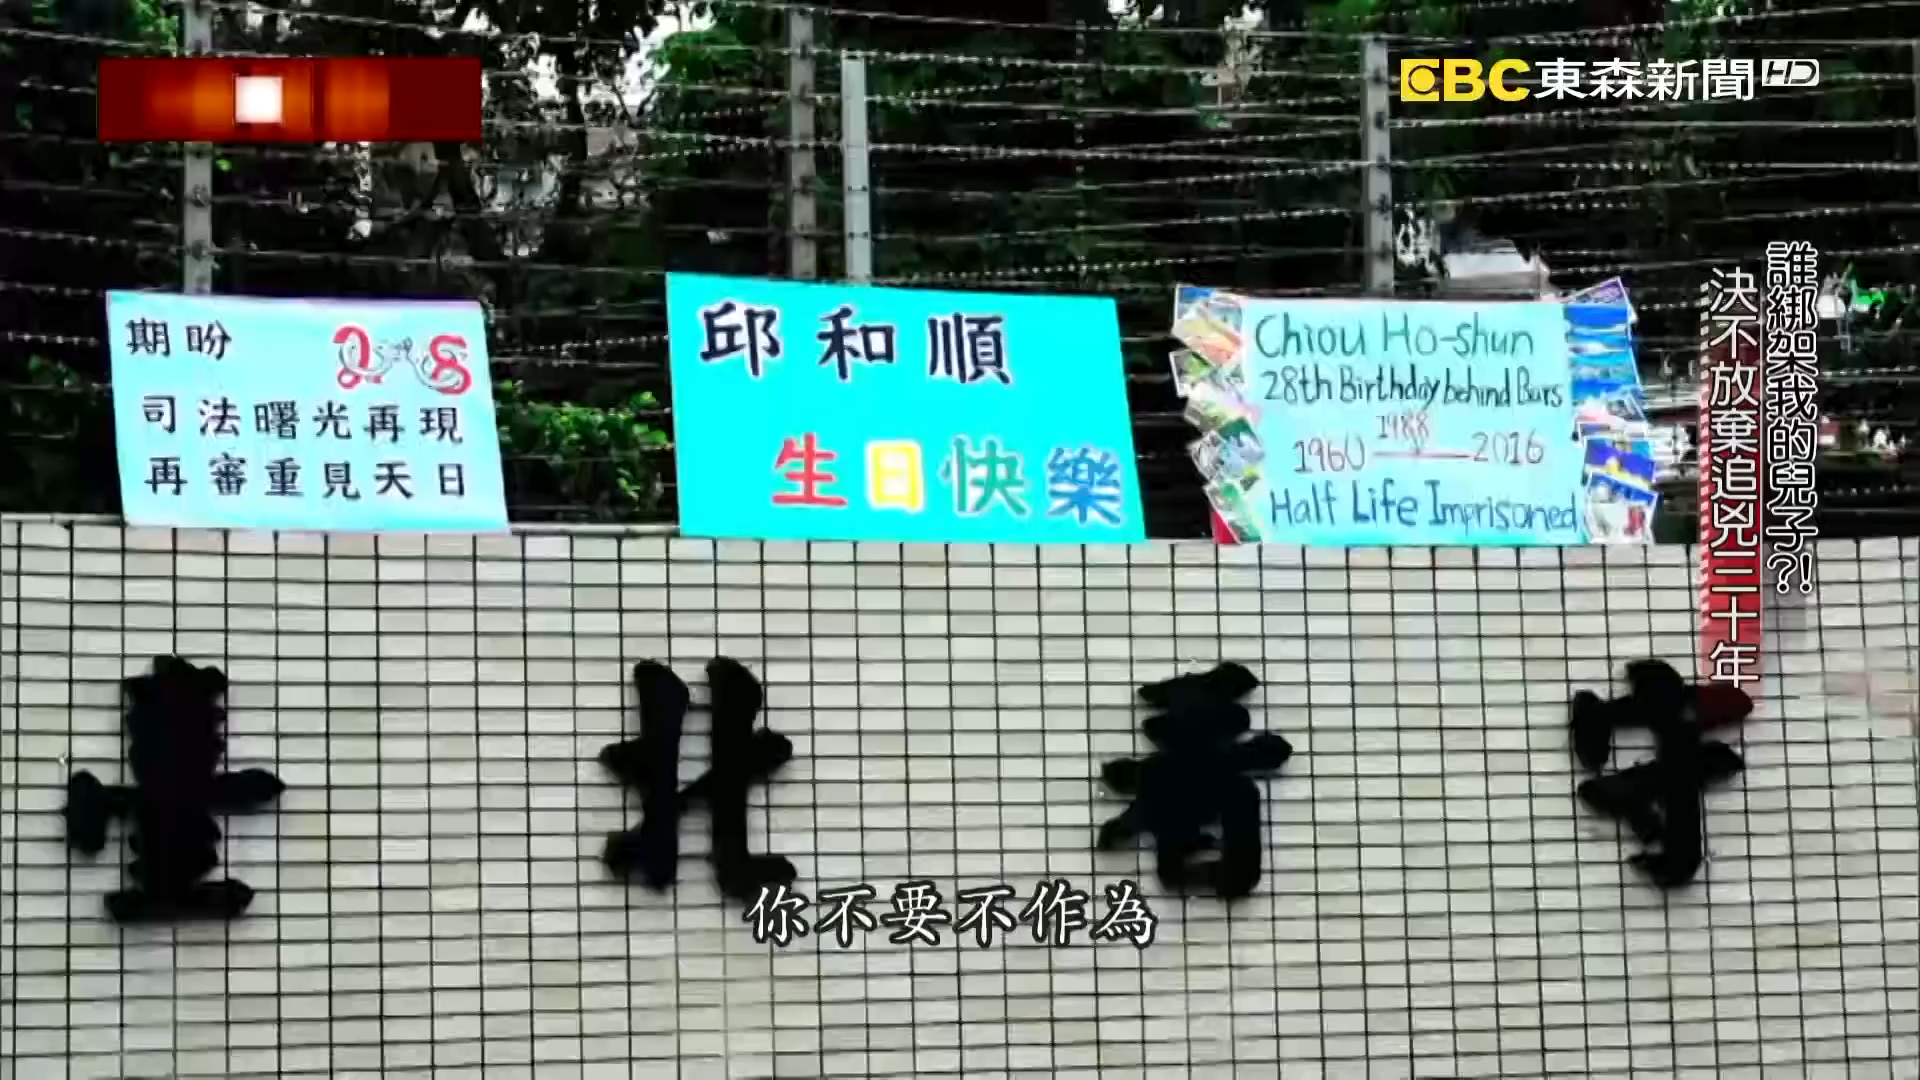 EBC東森新聞HD
誰綁架我的兒子?!
決不放棄追兇三十年
期吩
司法曙光再現
再審重見天日
邱和順
生日快樂
Chiou Ho-shun
28th Birthday behind Bars
1960 1988 2016
Half Life Imprisoned
北 看 守
你不要不作為